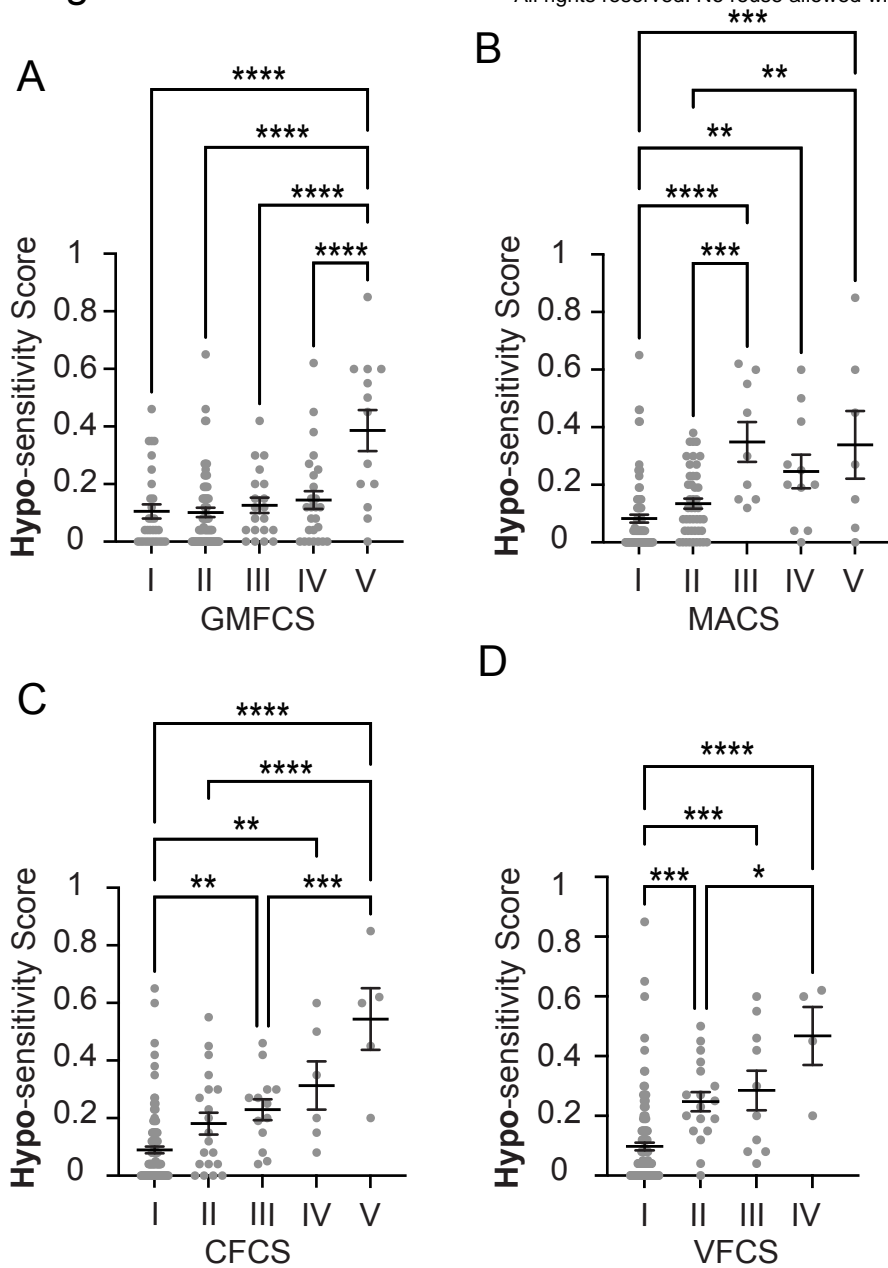 All rights reserved. No reuse allowed wi
A
****
****
****
****
Hypo-sensitivity Score
1
0.8
0.6
0.4
0.2
0
I II III IV V
GMFCS
B
***
**
**
****
***
Hypo-sensitivity Score
1
0.8
0.6
0.4
0.2
0
I II III IV V
MACS
C
****
****
**
** ***
Hypo-sensitivity Score
1
0.8
0.6
0.4
0.2
0
I II III IV V
CFCS
D
****
***
*** *
Hypo-sensitivity Score
1
0.8
0.6
0.4
0.2
0
I II III IV
VFCS